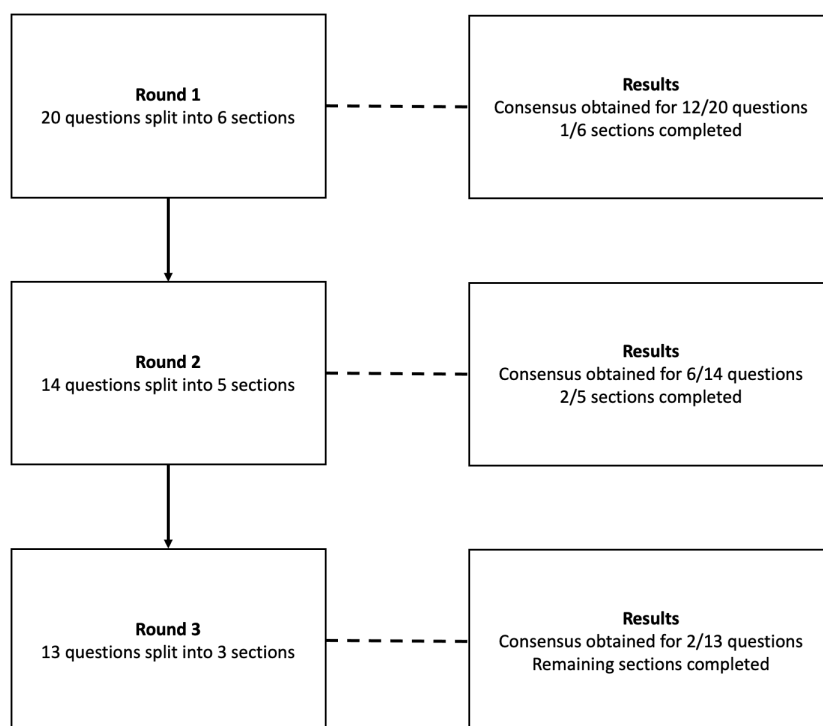 Round 1
20 questions split into 6 sections
Results
Consensus obtained for 12/20 questions
1/6 sections completed
Round 2
14 questions split into 5 sections
Results
Consensus obtained for 6/14 questions
2/5 sections completed
Round 3
13 questions split into 3 sections
Results
Consensus obtained for 2/13 questions
Remaining sections completed